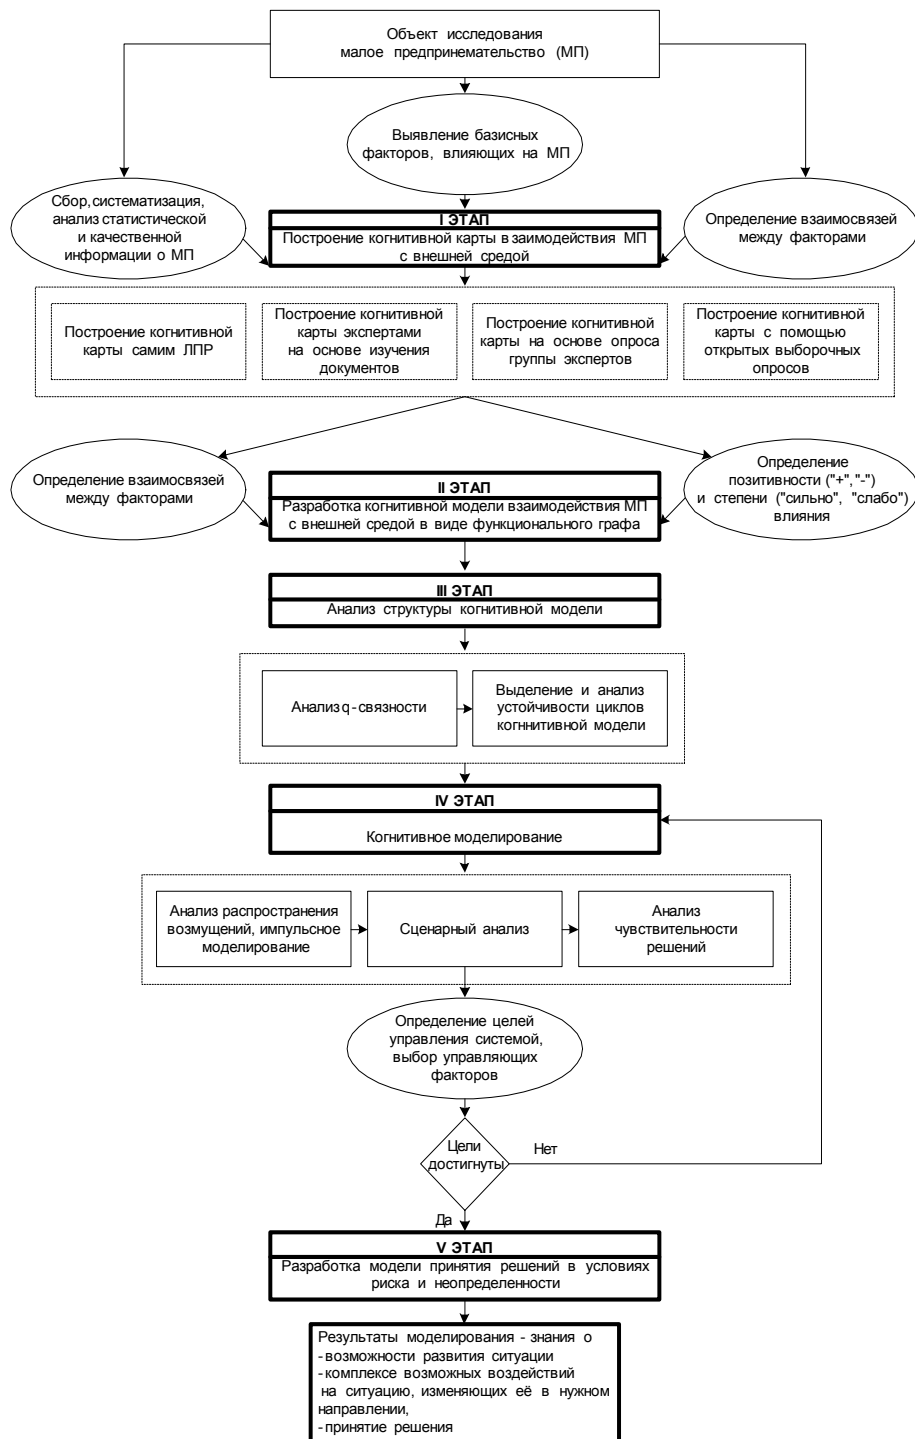 Объект исследования
малое предпринемательство (МП)
Выявление базисных
факторов, влияющих на МП
Сбор,систематизация,
анализ статистической
и качественной
информации о МП
I ЭТАП
Построение когнитивной карты взаимодействия МП
с внешней средой
Определение взаимосвязей
между факторами
Построение когнитивной
карты самим ЛПР
Построение когнитивной
карты экспертами
на основе изучения
документов
Построение когнитивной
карты на основе опроса
группы экспертов
Построение когнитивной
карты с помощью
открытых выборочных
опросов
Определение взаимосвязей
между факторами
II ЭТАП
Разработка когнитивной модели взаимодействия МП
с внешней средой в виде функционального графа
Определение
позитивности ("+","-")
и степени ("сильно", "слабо")
влияния
III ЭТАП
Анализ структуры когнитивной модели
Анализ q-связности
Выделение и анализ
устойчивости циклов
когннитивной модели
IV ЭТАП
Когнитивное моделирование
Анализ распространения
возмущений, импульсное
моделирование
Сценарный анализ
Анализ
чувствительности
решений
Определение целей
управления системой,
выбор управляющих
факторов
Цели
достигнуты
Нет
Да
V ЭТАП
Разработка модели принятия решений в условиях
риска и неопределенности
Результаты моделирования - знания о
-возможности развития ситуации
-комплексе возможных воздействий
на ситуацию, изменяющих её в нужном
направлении,
-принятие решения